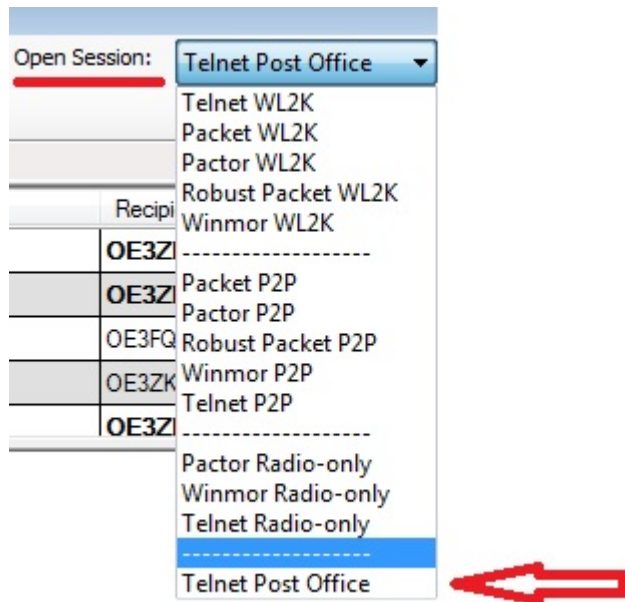 Open Session:
Telnet Post Office
Telnet WL2K
Packet WL2K
Pactor WL2K
Robust Packet WL2K
Winmor WL2K
-------------------
Packet P2P
Pactor P2P
Robust Packet P2P
Winmor P2P
Telnet P2P
-------------------
Pactor Radio-only
Winmor Radio-only
Telnet Radio-only
-------------------
Telnet Post Office
Recipi
OE3Z
OE3Z
OE3FQ
OE3ZK
OE3Z